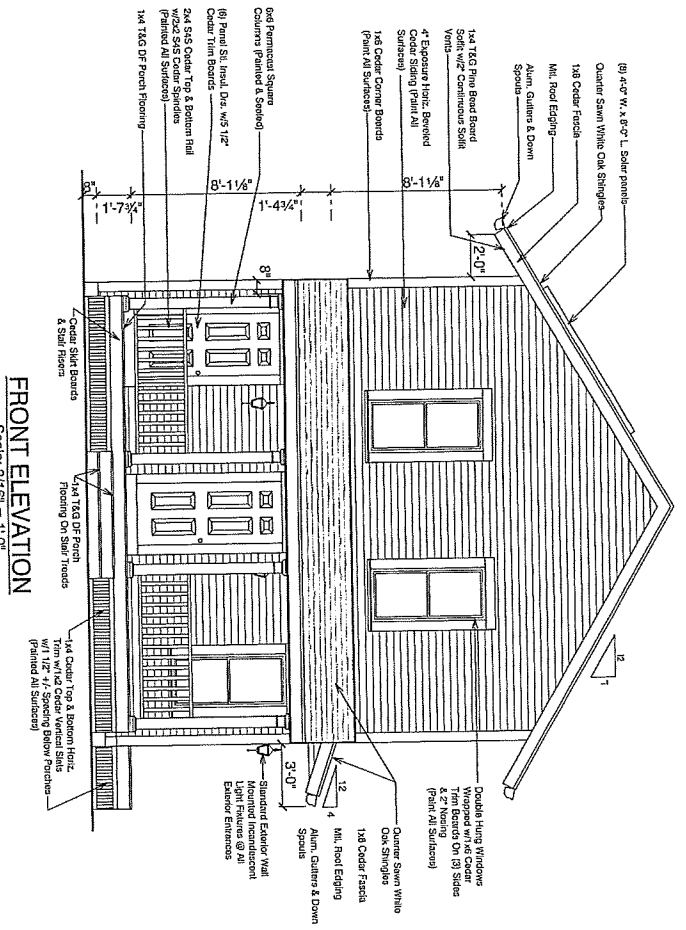 (8) 4'-0" W. x 8'-0" L. Solar panels
Quarter Sawn White Oak Shingles
1x8 Cedar Fascia
Mtl. Roof Edging
Alum. Gutters & Down
Spouts
1x4 T&G Pine Bead Board
Soffit w/2" Continuous Soffit
Vents
4" Exposure Horiz. Beveled
Cedar Siding (Paint All
Surfaces)
1x6 Cedar Corner Boards
(Paint All Surfaces)
6x6 Permacast Square
Columns (Painted & Sealed)
(6) Panel Stl. Insul. Drs. w/5 1/2"
Cedar Trim Boards
2x4 S4S Cedar Top & Bottom Rail
w/2x2 S4S Cedar Spindles
(Painted All Surfaces)
1x4 T&G DF Porch Flooring
8'-1⅛"
1'-4¾"
8'-1⅛"
1'-7¾"
8"
2'-0"
8"
12
7
Double Hung Windows
Wrapped w/1x6 Cedar
Trim Boards On (3) Sides
& 2" Nosing
(Paint All Surfaces)
Quarter Sawn White
Oak Shingles
1x8 Cedar Fascia
Mtl. Roof Edging
Alum. Gutters & Down
Spouts
12
4
3'-0"
Standard Exterior Wall
Mounted Incandescent
Light Fixtures @ All
Exterior Entrances
Cedar Skirt Boards
& Stair Risers
1x4 T&G DF Porch
Flooring On Stair Treads
1x4 Cedar Top & Bottom Horiz.
Trim w/1x2 Cedar Vertical Slats
w/1 1/2" +/- Spacing Below Porches
(Painted All Surfaces)
FRONT ELEVATION
Scale: 3/16" = 1'-0"